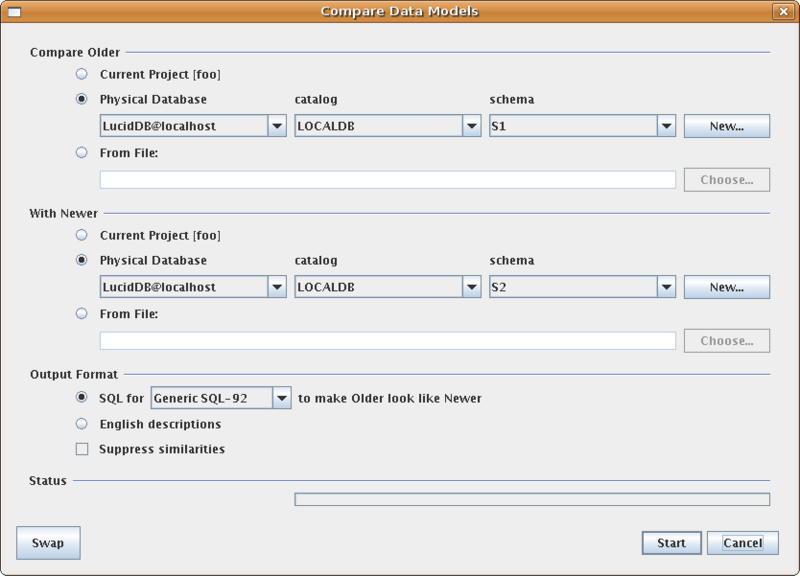 Compare Data Models
Compare Older
Current Project [foo]
Physical Database catalog schema
LucidDB@localhost LOCALDB S1 New...
From File:
Choose...
With Newer
Current Project [foo]
Physical Database catalog schema
LucidDB@localhost LOCALDB S2 New...
From File:
Choose...
Output Format
SQL for Generic SQL-92 to make Older look like Newer
English descriptions
Suppress similarities
Status
Swap Start Cancel